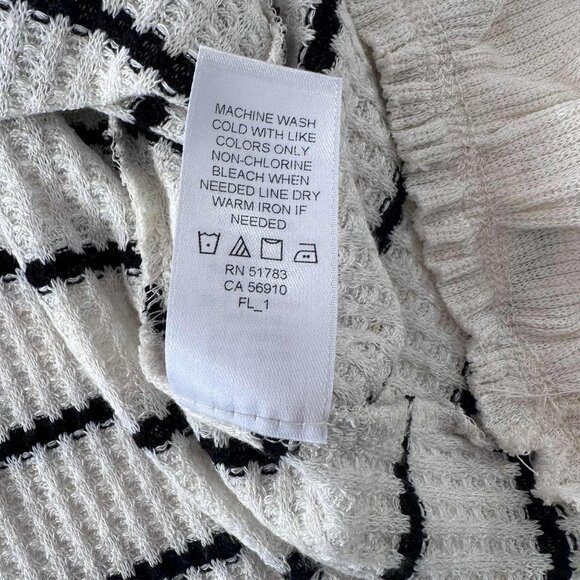 MACHINE WASH
COLD WITH LIKE
COLORS ONLY
NON-CHLORINE
BLEACH WHEN
NEEDED LINE DRY
WARM IRON IF
NEEDED
RN 51783
CA 56910
FL_1